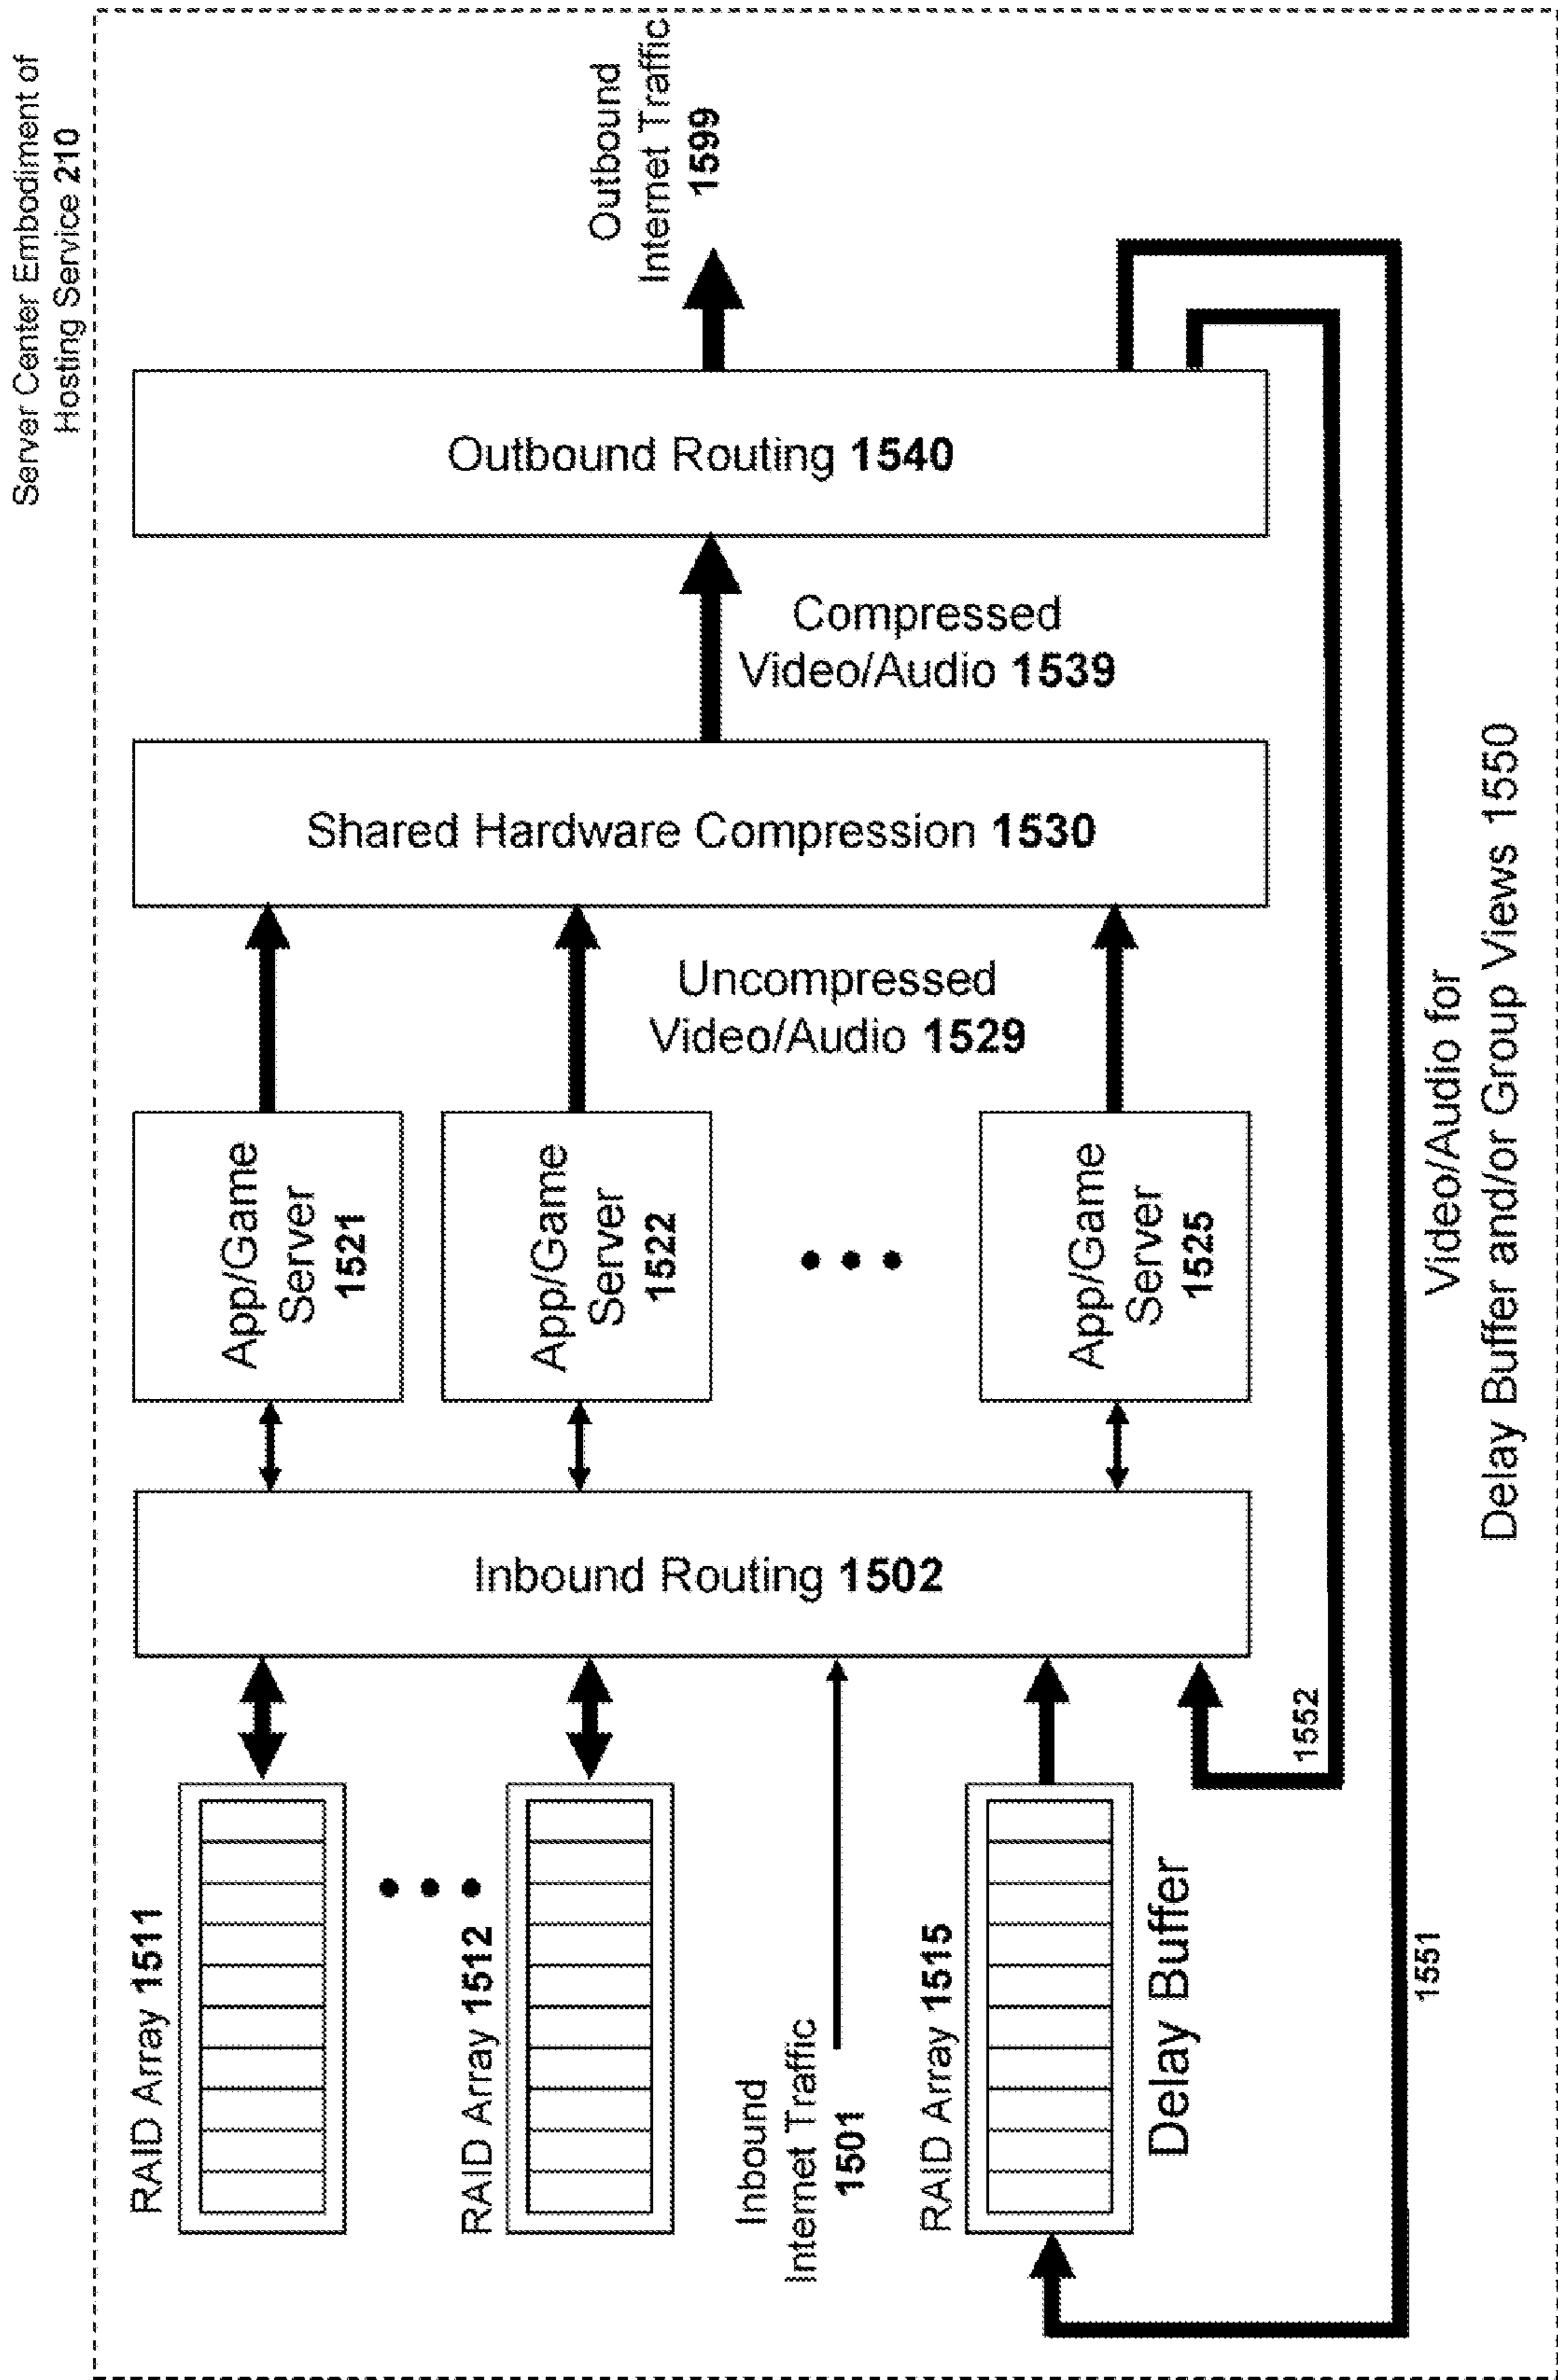 Server Center Embodiment of
Hosting Service 210
RAID Array 1511
RAID Array 1512
Inbound
Internet Traffic
1501
RAID Array 1515
Delay Buffer
Inbound Routing 1502
App/Game
Server
1521
App/Game
Server
1522
App/Game
Server
1525
Uncompressed
Video/Audio 1529
Shared Hardware Compression 1530
Compressed
Video/Audio 1539
Outbound Routing 1540
Outbound
Internet Traffic
1599
1552
1551
Video/Audio for
Delay Buffer and/or Group Views 1550